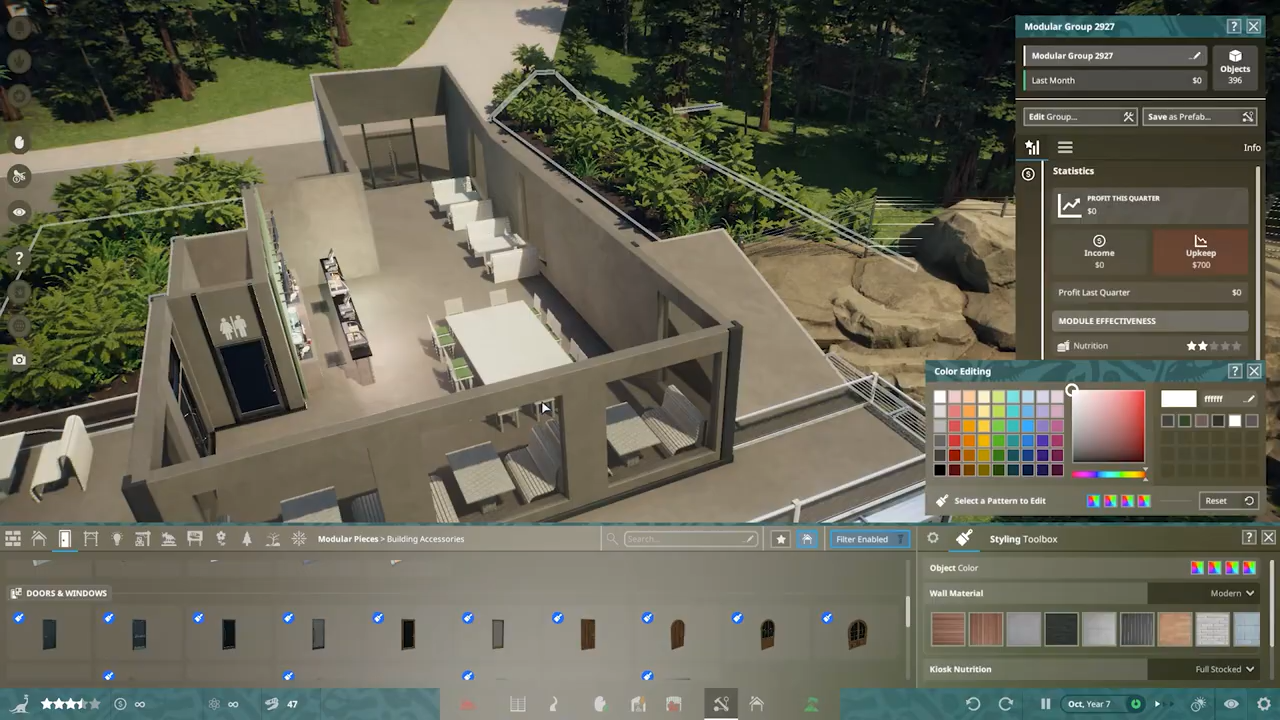 Modular Group 2927
?
Modular Group 2927
Last Month $0
Objects
396
Edit Group...
Save as Prefab...
Info
Statistics
PROFIT THIS QUARTER
$0
Income
$0
Upkeep
$700
Profit Last Quarter $0
MODULE EFFECTIVENESS
Nutrition
Color Editing
?
ffffff
Select a Pattern to Edit
Reset
?
Modular Pieces > Building Accessories
Search...
Filter Enabled
Styling Toolbox
?
DOORS & WINDOWS
Object Color
Wall Material
Modern
Kiosk Nutrition
Full Stocked
∞
∞
47
Oct, Year 7